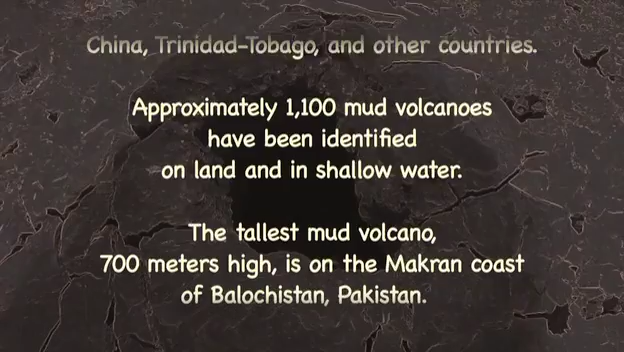 China, Trinidad-Tobago, and other countries.
Approximately 1,100 mud volcanoes
have been identified
on land and in shallow water.
The tallest mud volcano,
700 meters high, is on the Makran coast
of Balochistan, Pakistan.